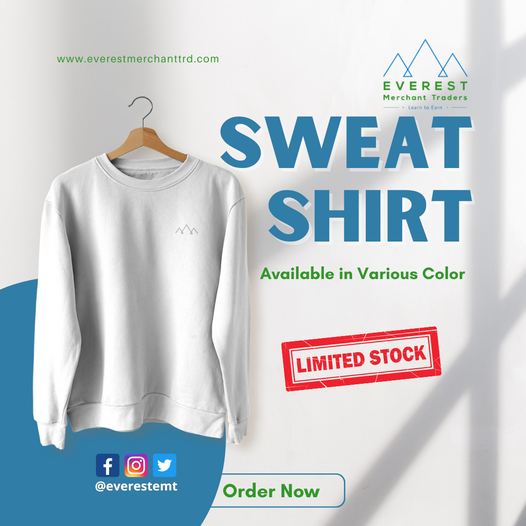 www.everestmerchanttrd.com
EVEREST
Merchant Traders
Learn to Earn
SWEAT
SHIRT
Available in Various Color
LIMITED STOCK
@everestemt
Order Now